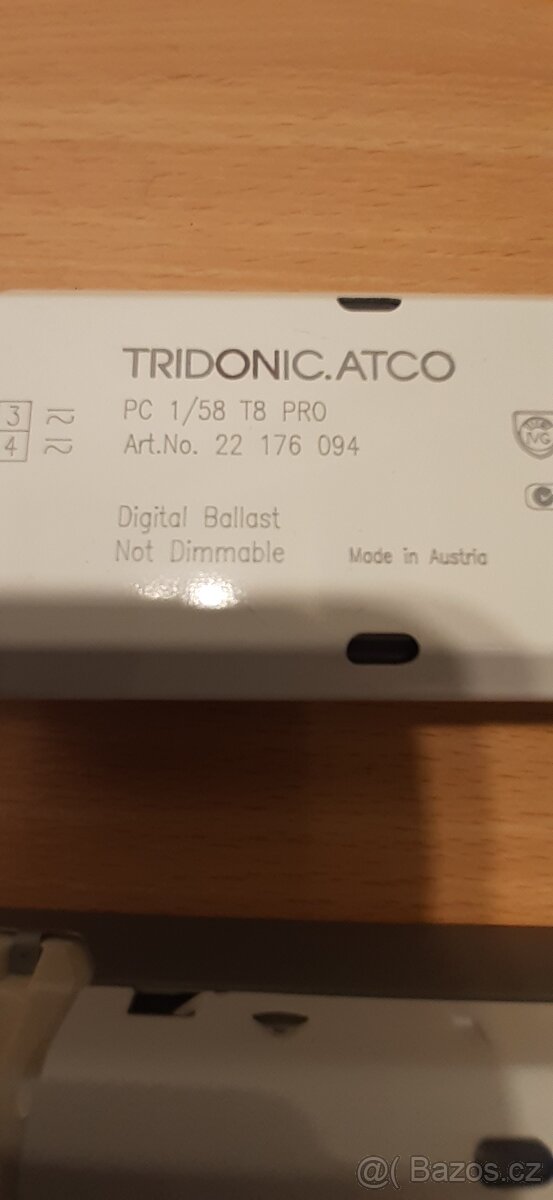 TRIDONIC.ATCO
3
PC 1/58 T8 PRO
4
Art.No. 22 176 094
Digital Ballast
Not Dimmable
Made in Austria
@( Bazos.cz